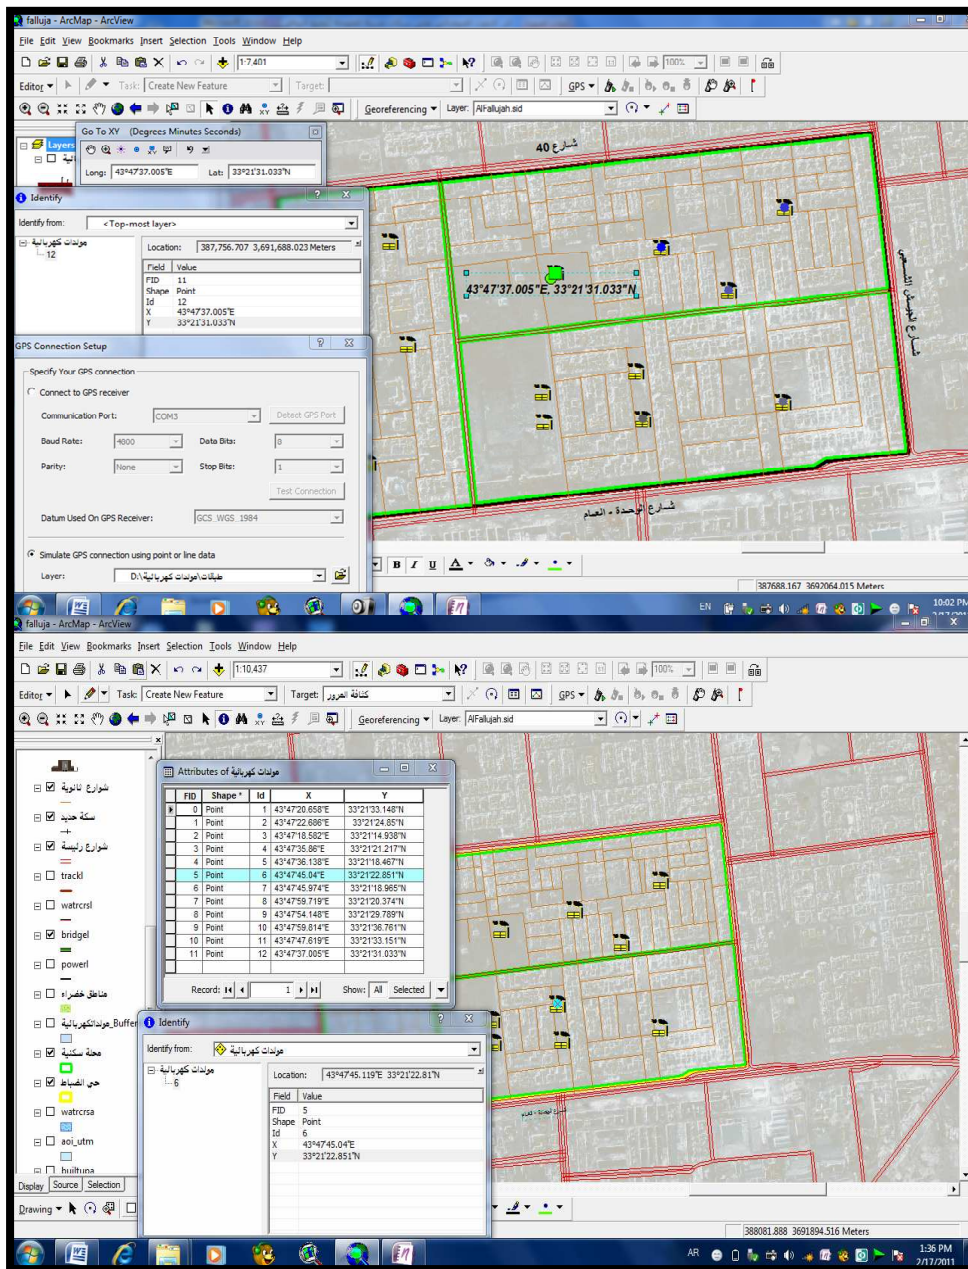 falluja - ArcMap - ArcView
File Edit View Bookmarks Insert Selection Tools Window Help
1:7,401
100%
Editor Task: Create New Feature Target: GPS
Georeferencing Layer: AlFallujah.sid
Go To XY (Degrees Minutes Seconds)
Long: 43°47'37.005"E Lat: 33°21'31.033"N
Layers
Identify
Identify from: <Top-most layer>
مولدات كهربائية
12
Location: 387,756.707 3,691,688.023 Meters
Field Value
FID 11
Shape Point
Id 12
X 43°47'37.005"E
Y 33°21'31.033"N
شارع 40
43°47'37.005"E, 33°21'31.033"N
شارع الوحدة - العام
GPS Connection Setup
Specify Your GPS connection
Connect to GPS receiver
Communication Port: COM3 Detect GPS Port
Baud Rate: 4800 Data Bits: 8
Parity: None Stop Bits: 1
Test Connection
Datum Used On GPS Receiver: GCS_WGS_1984
Simulate GPS connection using point or line data
Layer: D:\طبقات\مولدات كهربائية
B I U A
387688.167 3692064.015 Meters
EN 10:02 PM
falluja - ArcMap - ArcView
File Edit View Bookmarks Insert Selection Tools Window Help
1:10,437
100%
Editor Task: Create New Feature Target: كثافة المرور GPS
Georeferencing Layer: AlFallujah.sid
شوارع ثانوية
سكة حديد
شوارع رئيسة
trackl
watrcrsl
bridgel
powerl
مناطق خضراء
مولداتكهربائية_Buffer
محلة سكنية
حي الضباط
watrcrsa
aoi_utm
builtupa
Display Source Selection
Attributes of مولدات كهربائية
FID Shape * Id X Y
0 Point 1 43°47'20.658"E 33°21'33.148"N
1 Point 2 43°47'22.686"E 33°21'24.85"N
2 Point 3 43°47'18.582"E 33°21'14.938"N
3 Point 4 43°47'35.86"E 33°21'21.217"N
4 Point 5 43°47'36.138"E 33°21'18.467"N
5 Point 6 43°47'45.04"E 33°21'22.851"N
6 Point 7 43°47'45.974"E 33°21'18.965"N
7 Point 8 43°47'59.719"E 33°21'20.374"N
8 Point 9 43°47'54.148"E 33°21'29.789"N
9 Point 10 43°47'59.814"E 33°21'36.761"N
10 Point 11 43°47'47.619"E 33°21'33.151"N
11 Point 12 43°47'37.005"E 33°21'31.033"N
Record: 1 Show: All Selected
Identify
Identify from: مولدات كهربائية
مولدات كهربائية
6
Location: 43°47'45.119"E 33°21'22.81"N
Field Value
FID 5
Shape Point
Id 6
X 43°47'45.04"E
Y 33°21'22.851"N
Drawing
388081.888 3691894.516 Meters
AR 1:36 PM
2/17/2011